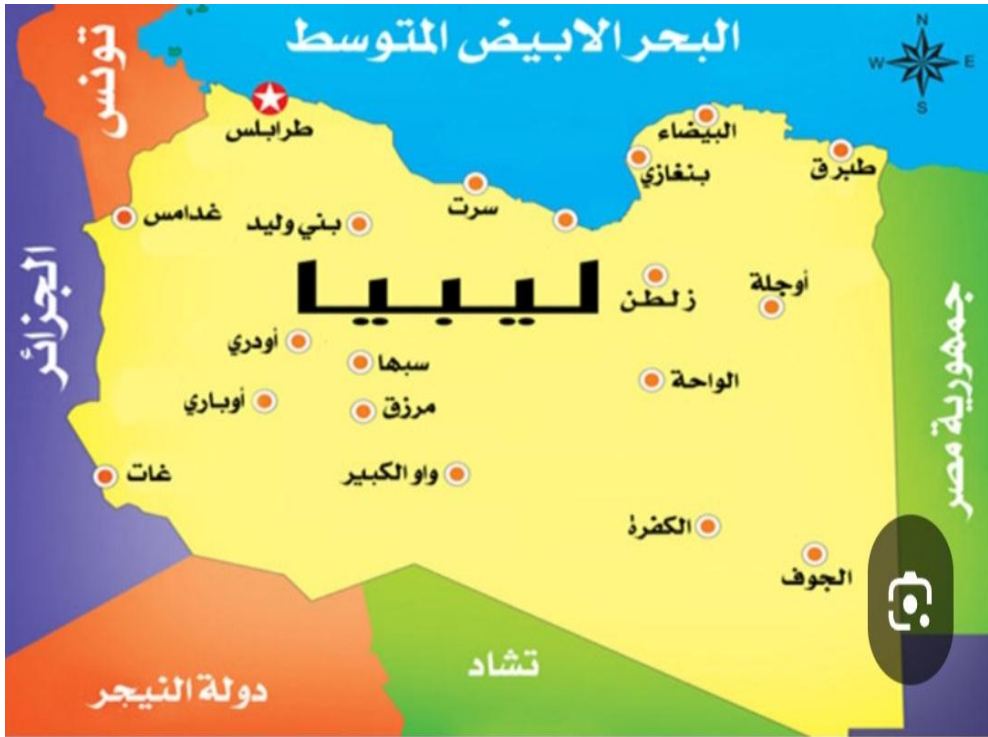 البحر الابيض المتوسط
تونس
N
W
E
S
طرابلس
البيضاء
بنغازي
طبرق
سرت
غدامس
بني وليد
الجزائر
ليبيا
زلطن
أوجلة
جمهورية مصر
أودري
سبها
الواحة
أوباري
مرزق
غات
واو الكبير
الكفرة
الجوف
تشاد
دولة النيجر